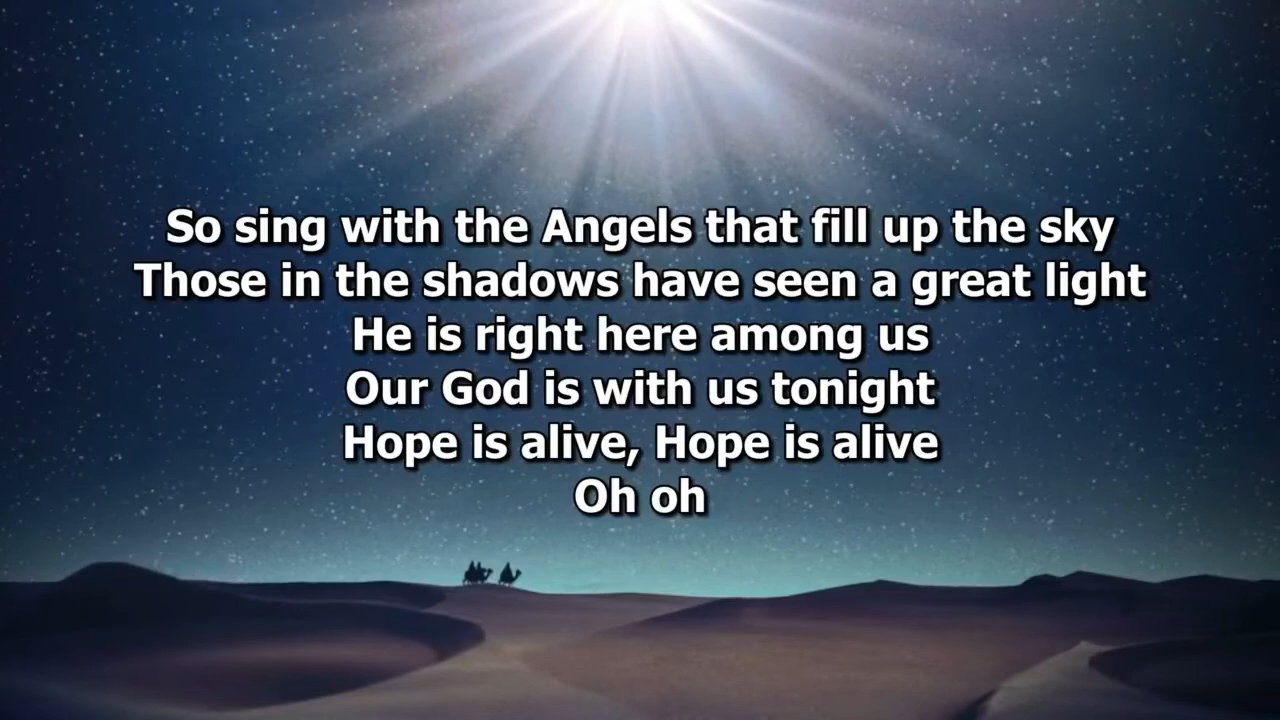 So sing with the Angels that fill up the sky
Those in the shadows have seen a great light
He is right here among us
Our God is with us tonight
Hope is alive, Hope is alive
Oh oh